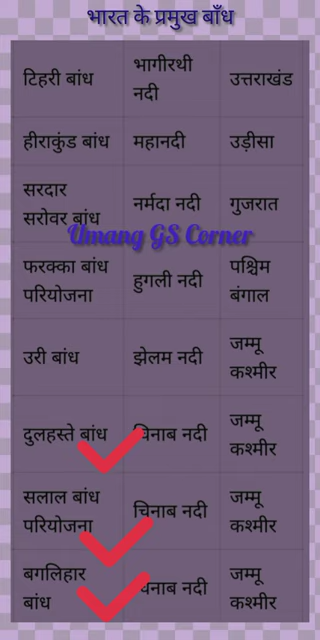 भारत के प्रमुख बाँध
टिहरी बांध भागीरथी नदी उत्तराखंड
हीराकुंड बांध महानदी उड़ीसा
सरदार सरोवर बांध नर्मदा नदी गुजरात
Umang GS Corner
फरक्का बांध परियोजना हुगली नदी पश्चिम बंगाल
उरी बांध झेलम नदी जम्मू कश्मीर
दुलहस्ते बांध चिनाब नदी जम्मू कश्मीर
सलाल बांध परियोजना चिनाब नदी जम्मू कश्मीर
बगलिहार बांध चिनाब नदी जम्मू कश्मीर